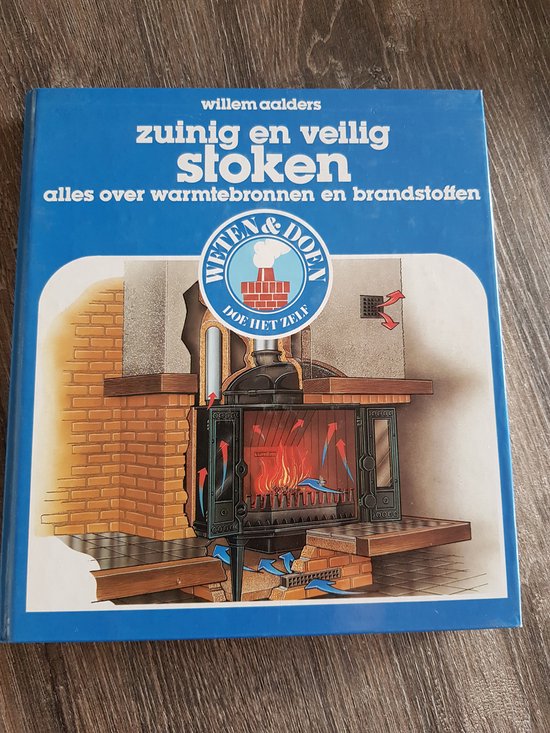 willem aalders
zuinig en veilig
stoken
alles over warmtebronnen en brandstoffen
WETEN & DOEN
DOE HET ZELF